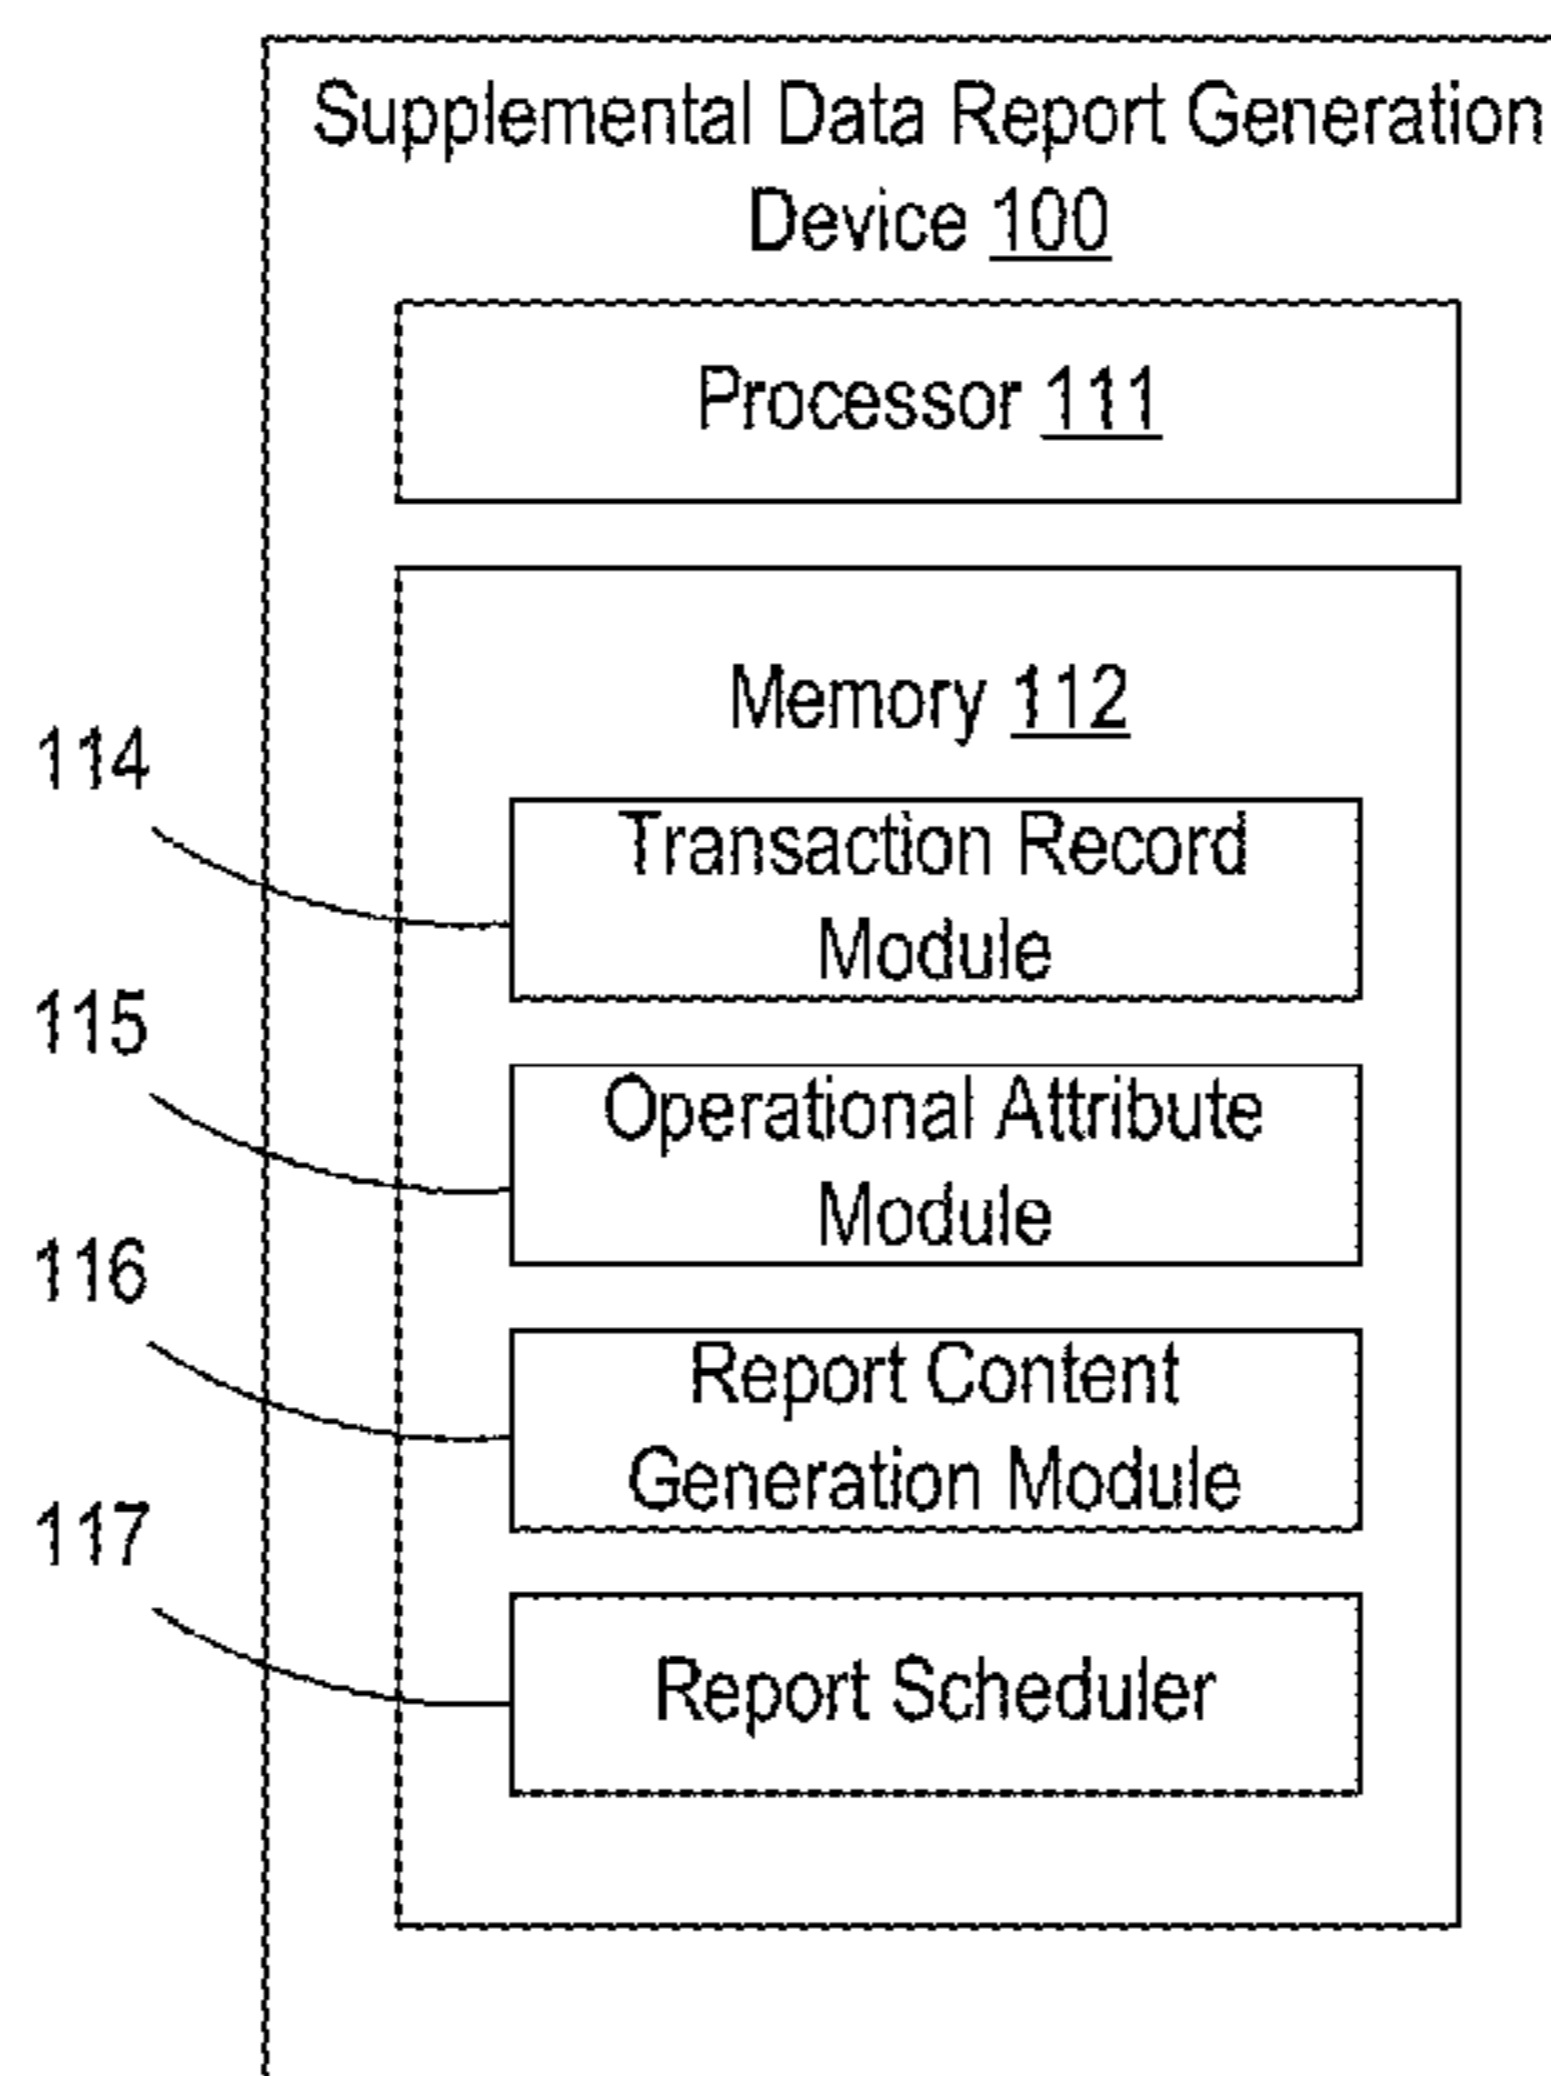 Supplemental Data Report Generation
Device 100
Processor 111
Memory 112
114
Transaction Record
Module
115
Operational Attribute
Module
116
Report Content
Generation Module
117
Report Scheduler